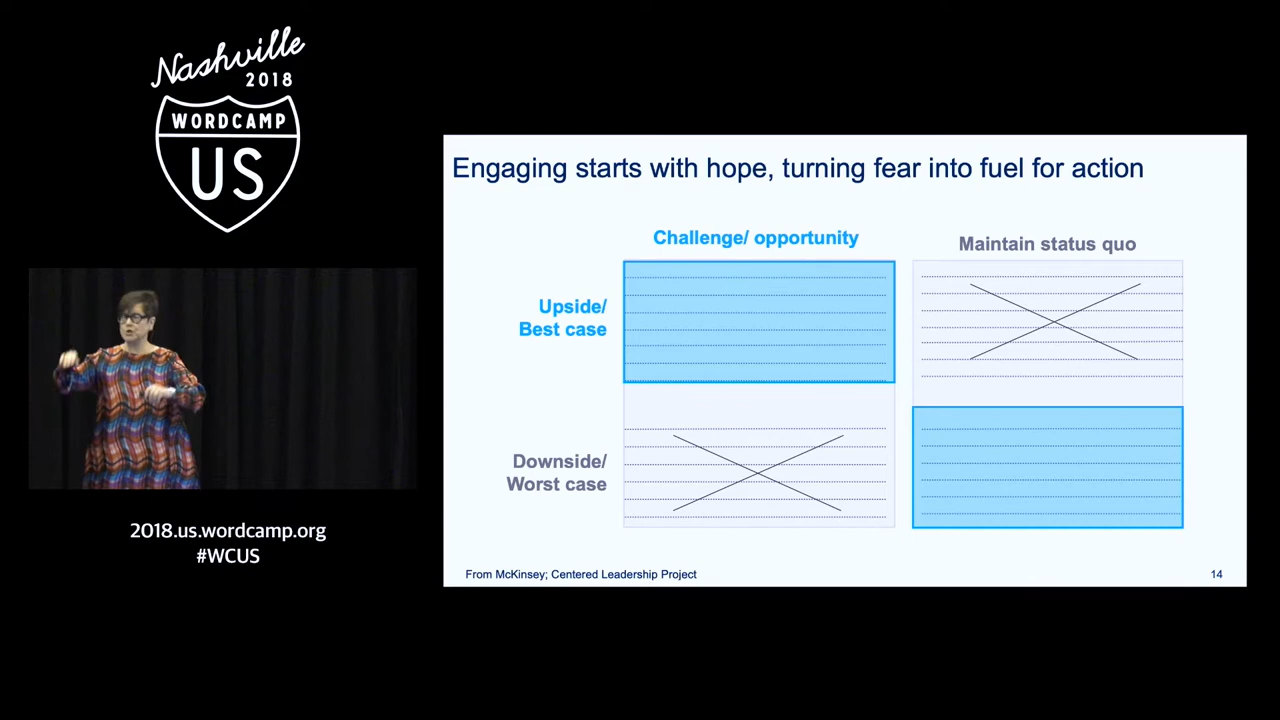 Nashville
2018
WORDCAMP
US
2018.us.wordcamp.org
#WCUS
Engaging starts with hope, turning fear into fuel for action
Challenge/ opportunity
Maintain status quo
Upside/
Best case
Downside/
Worst case
From McKinsey; Centered Leadership Project
14